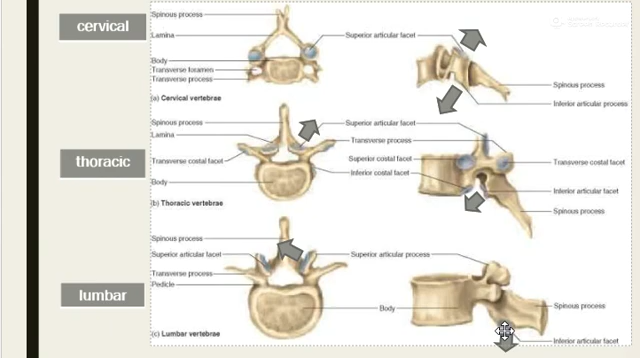 cervical
Spinous process
Lamina
Body
Transverse foramen
Transverse process
Superior articular facet
Spinous process
Inferior articular process
(a) Cervical vertebrae
thoracic
Spinous process
Lamina
Transverse costal facet
Body
Superior articular facet
Transverse process
Superior costal facet
Inferior costal facet
Transverse costal facet
Inferior articular facet
Spinous process
(b) Thoracic vertebrae
lumbar
Spinous process
Superior articular facet
Transverse process
Pedicle
Superior articular process
Body
Spinous process
Inferior articular facet
(c) Lumbar vertebrae